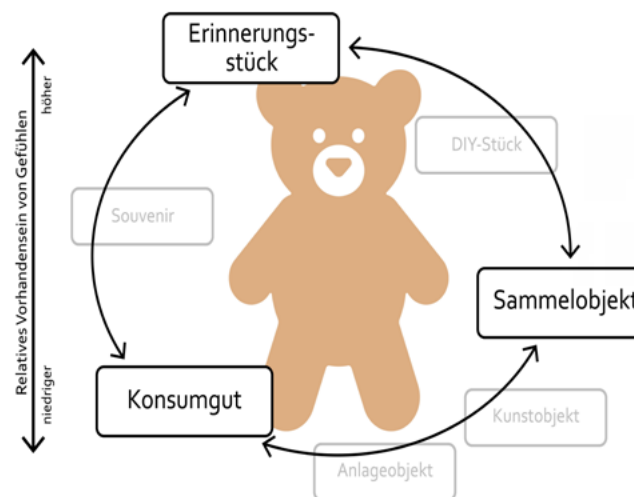 Erinnerungs-
stück
höher
Relatives Vorhandensein von Gefühlen
DIY-Stück
Souvenir
Sammelobjekt
niedriger
Konsumgut
Kunstobjekt
Anlageobjekt